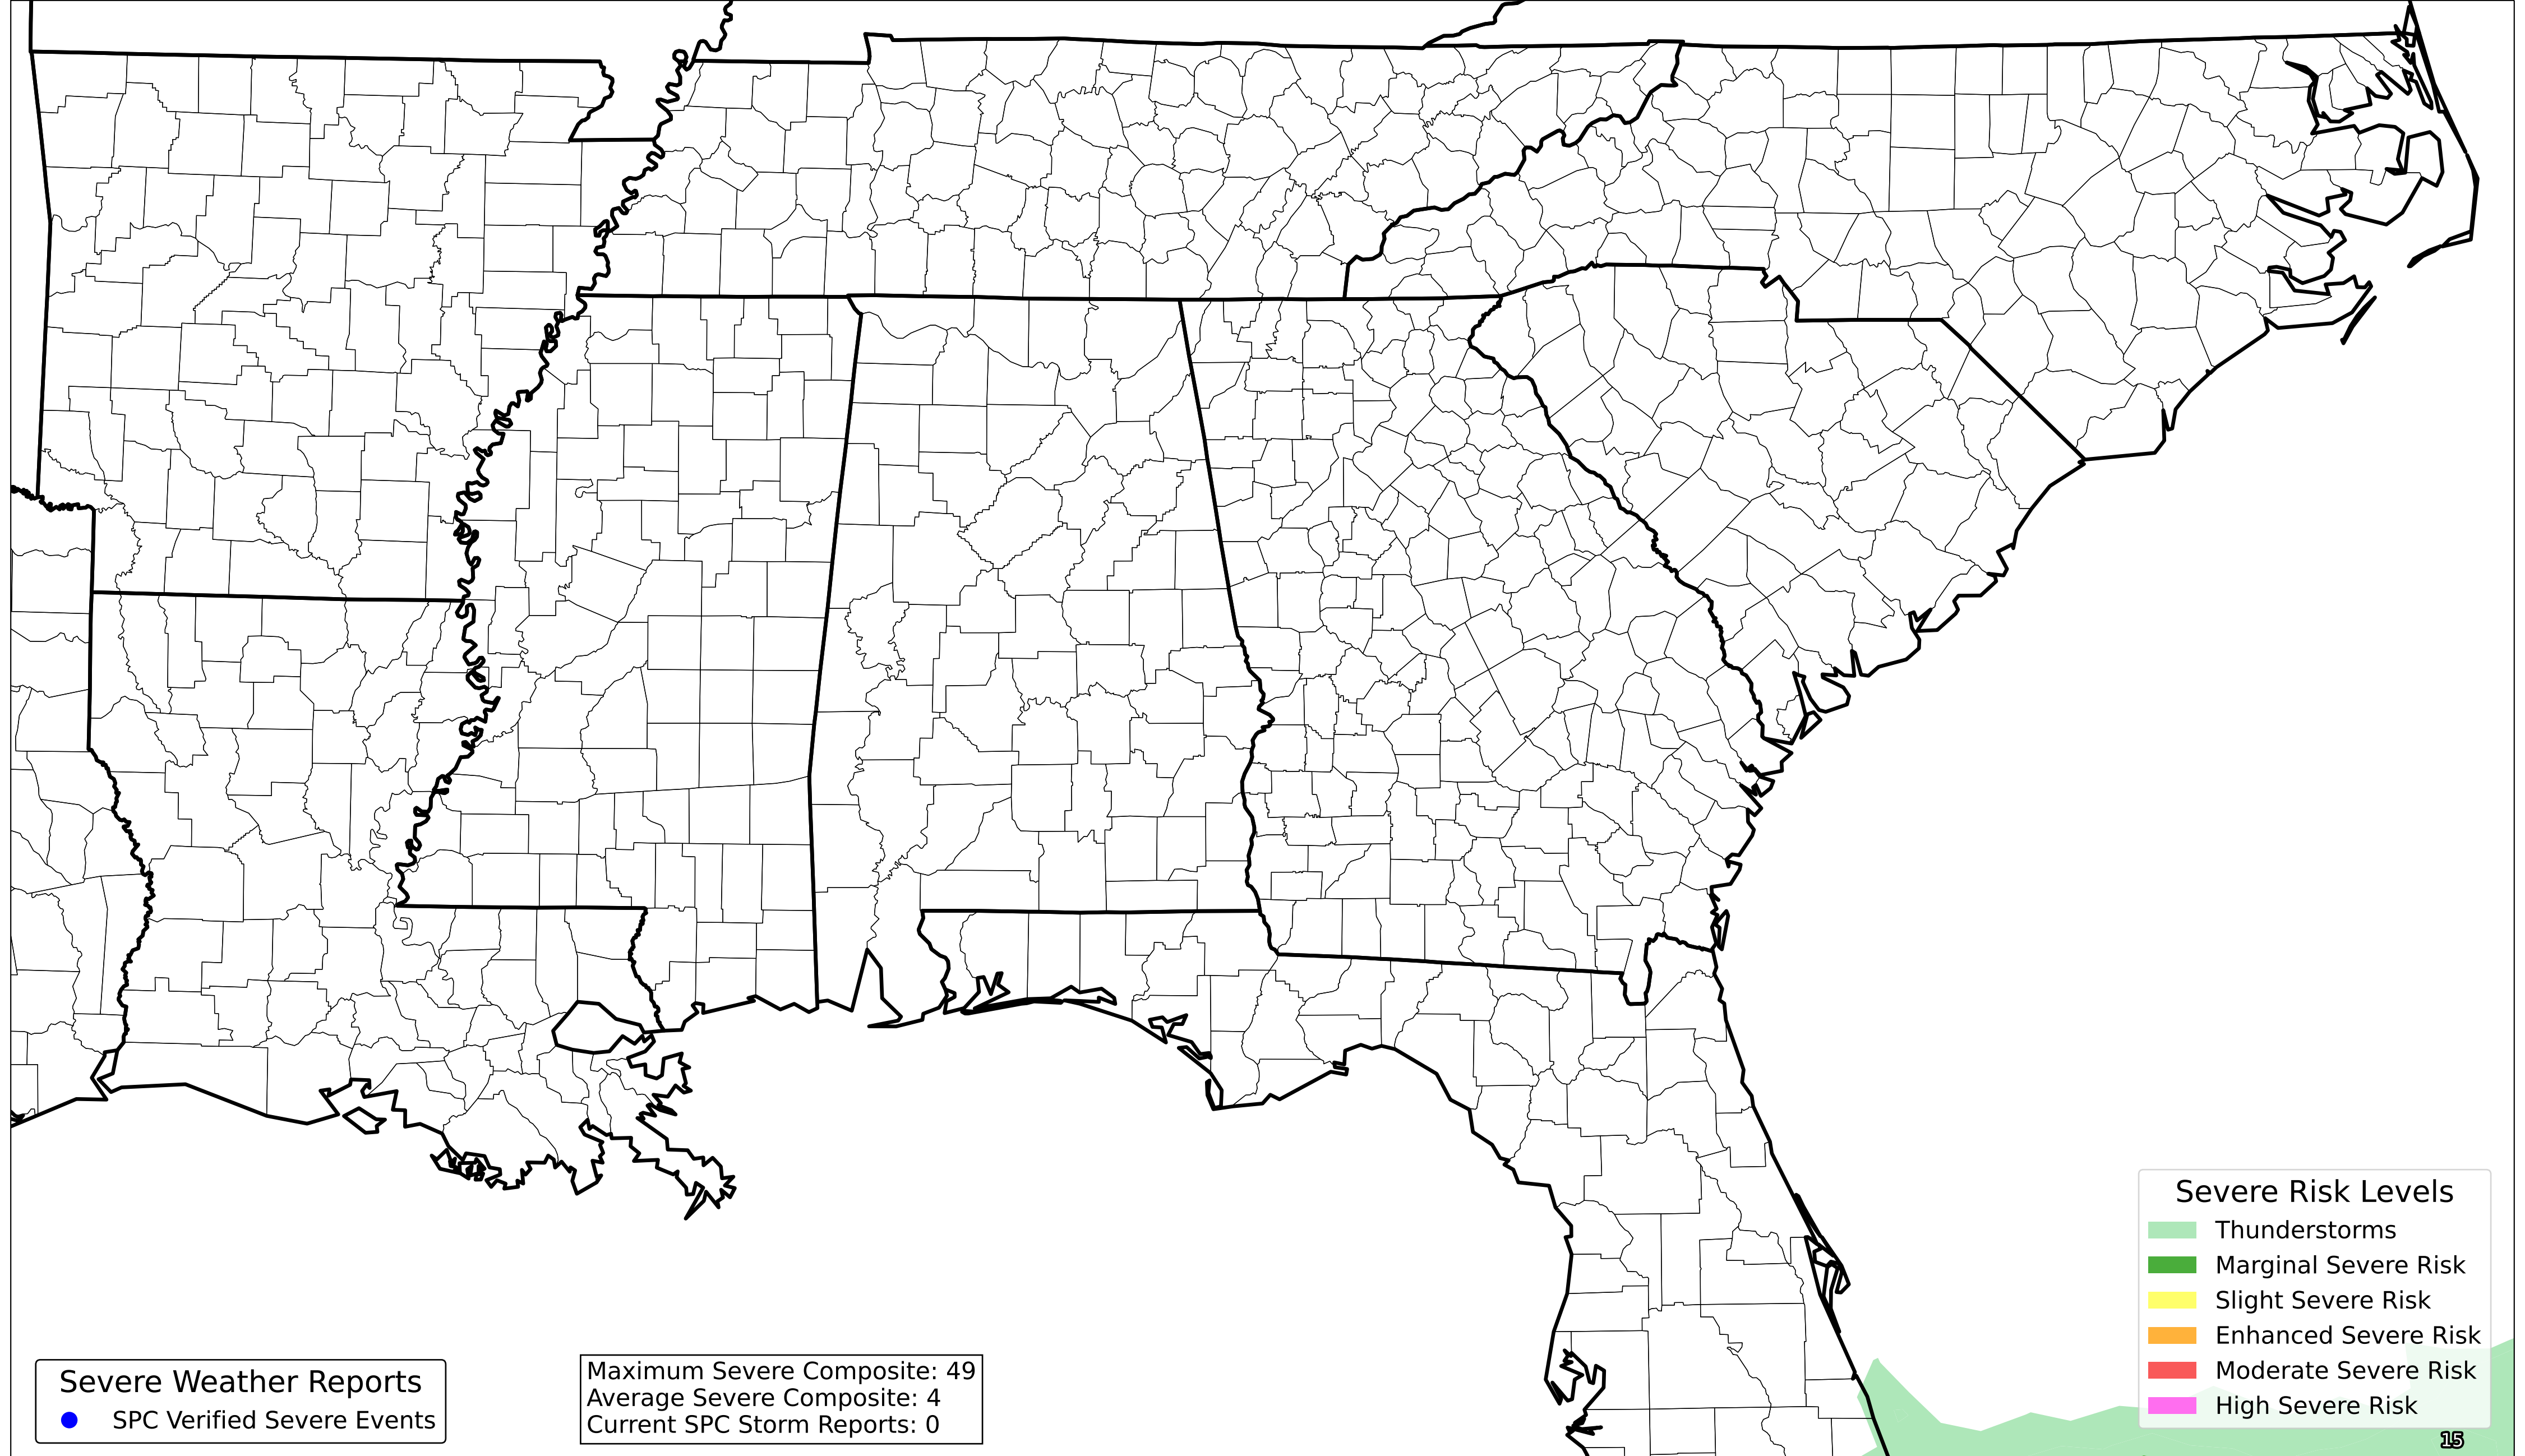 Severe Risk Levels
Thunderstorms
Marginal Severe Risk
Slight Severe Risk
Enhanced Severe Risk
Moderate Severe Risk
High Severe Risk
Severe Weather Reports
SPC Verified Severe Events
Maximum Severe Composite: 49
Average Severe Composite: 4
Current SPC Storm Reports: 0
15